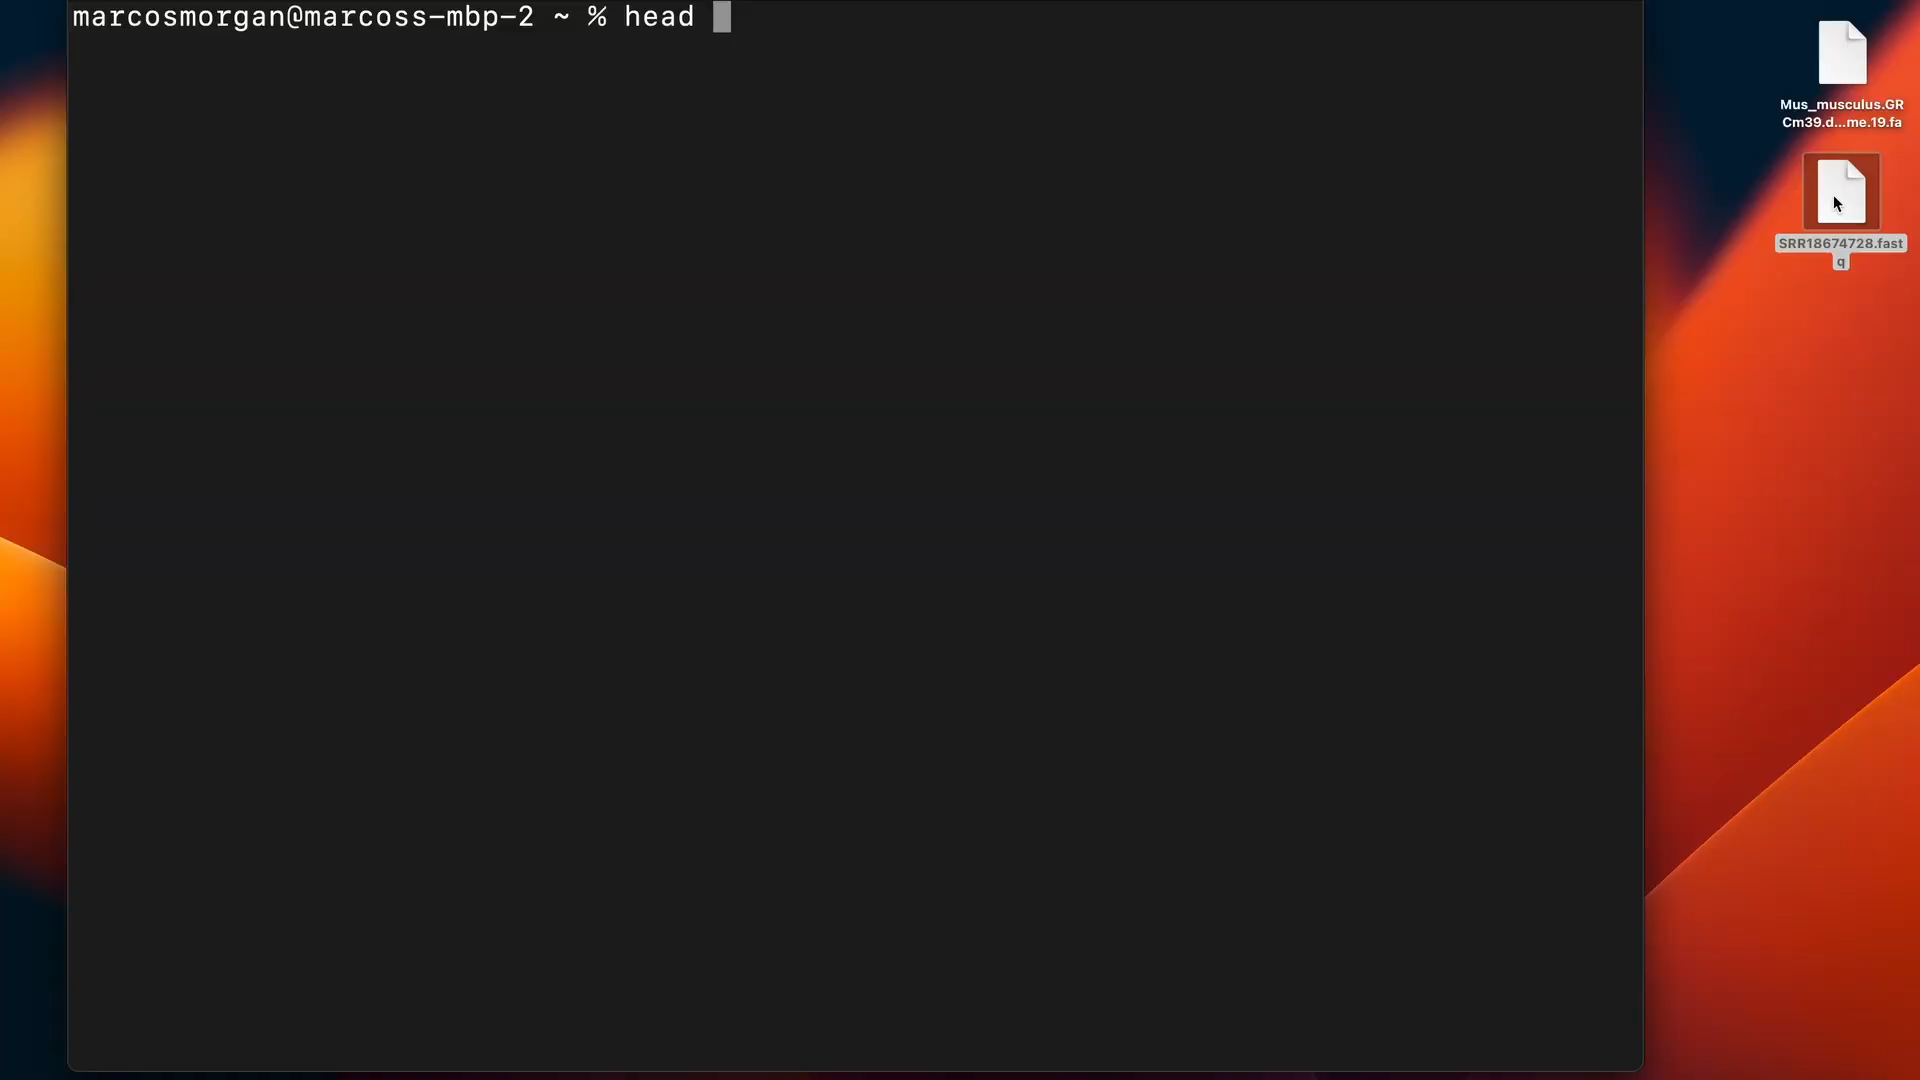 marcosmorgan@marcoss-mbp-2 ~ % head
Mus_musculus.GR
Cm39.d...me.19.fa
SRR18674728.fast
q